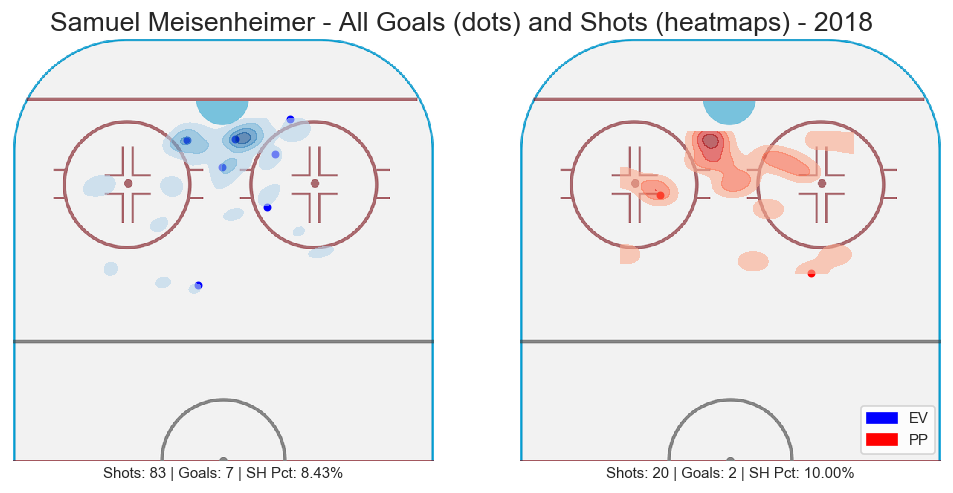 Samuel Meisenheimer - All Goals (dots) and Shots (heatmaps) - 2018
EV
PP
Shots: 83 | Goals: 7 | SH Pct: 8.43%
Shots: 20 | Goals: 2 | SH Pct: 10.00%